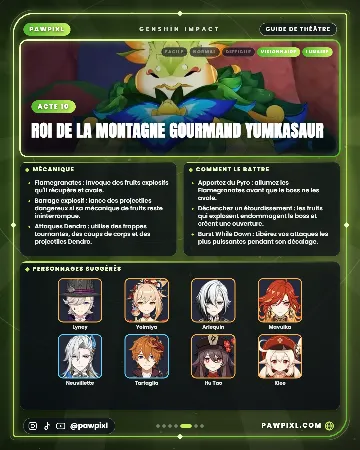 PAWPIXL
GENSHIN IMPACT
GUIDE DE THÉÂTRE
FACILE NORMAL DIFFICILE VISIONNAIRE LUNAIRE
ACTE 10
ROI DE LA MONTAGNE GOURMAND YUMKASAUR
MÉCANIQUE
Flamegranates : invoque des fruits explosifs
qu'il récupère et avale.
Barrage explosif : lance des projectiles
dangereux si sa mécanique de fruits reste
ininterrompue.
Attaques Dendro : utilise des frappes
tournantes, des coups de corps et des
projectiles Dendro.
COMMENT LE BATTRE
Apportez du Pyro : allumez les
Flamegranates avant que le boss ne les
avale.
Déclencher un étourdissement : les fruits
qui explosent endommagent le boss et
créent une ouverture.
Burst While Down : libérez vos attaques les
plus puissantes pendant son décalage.
PERSONNAGES SUGGÉRÉS
Lyney
Yoimiya
Arlequin
Mavuika
Neuvillette
Tartaglia
Hu Tao
Klee
@pawpixl
PAWPIXL.COM